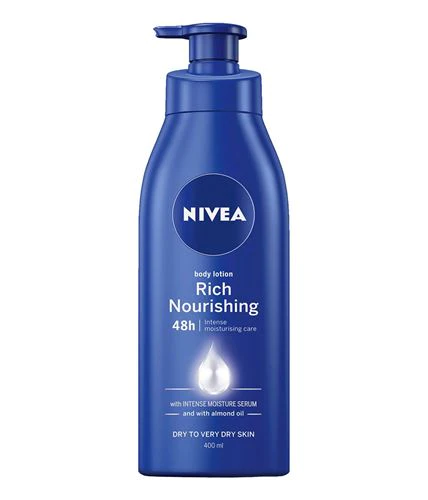 NIVEA
body lotion
Rich
Nourishing
48h Intense
moisturising care
with INTENSE MOISTURE SERUM
and with almond oil
DRY TO VERY DRY SKIN
400 ml